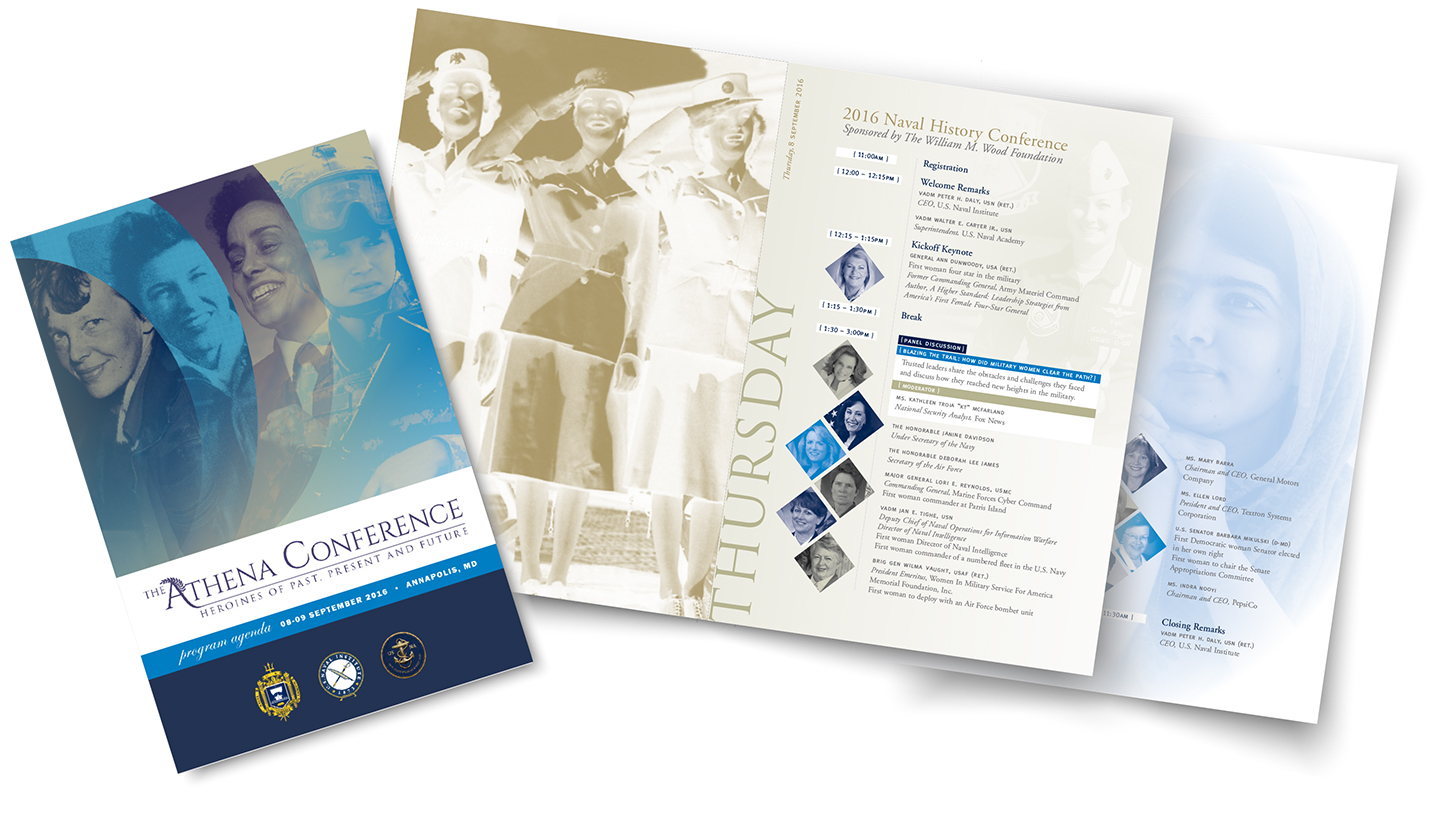 THE ATHENA CONFERENCE
HEROINES OF PAST, PRESENT AND FUTURE
program agenda 08-09 SEPTEMBER 2016 • ANNAPOLIS, MD
THURSDAY
Thursday, 8 SEPTEMBER 2016
2016 Naval History Conference
Sponsored by The William M. Wood Foundation
[ 11:00AM ]
Registration
[ 12:00 – 12:15PM ]
Welcome Remarks
VADM PETER H. DALY, USN (RET.)
CEO, U.S. Naval Institute
VADM WALTER E. CARTER JR., USN
Superintendent, U.S. Naval Academy
[ 12:15 – 1:15PM ]
Kickoff Keynote
GENERAL ANN DUNWOODY, USA (RET.)
First woman four star in the military
Former Commanding General, Army Materiel Command
Author, A Higher Standard: Leadership Strategies from
America's First Female Four-Star General
[ 1:15 – 1:30PM ]
Break
[ 1:30 – 3:00PM ]
[ PANEL DISCUSSION ]
[ BLAZING THE TRAIL: HOW DID MILITARY WOMEN CLEAR THE PATH? ]
Trusted leaders share the obstacles and challenges they faced
and discuss how they reached new heights in the military.
[ MODERATOR ]
MS. KATHLEEN TROIA "KT" MCFARLAND
National Security Analyst, Fox News
THE HONORABLE JANINE DAVIDSON
Under Secretary of the Navy
THE HONORABLE DEBORAH LEE JAMES
Secretary of the Air Force
MAJOR GENERAL LORI E. REYNOLDS, USMC
Commanding General, Marine Forces Cyber Command
First woman commander at Parris Island
VADM JAN E. TIGHE, USN
Deputy Chief of Naval Operations for Information Warfare
Director of Naval Intelligence
First woman Director of Naval Intelligence
First woman commander of a numbered fleet in the U.S. Navy
BRIG GEN WILMA VAUGHT, USAF (RET.)
President Emeritus, Women In Military Service For America
Memorial Foundation, Inc.
First woman to deploy with an Air Force bomber unit
MS. MARY BARRA
Chairman and CEO, General Motors
Company
MS. ELLEN LORD
President and CEO, Textron Systems
Corporation
U.S. SENATOR BARBARA MIKULSKI (D-MD)
First Democratic woman Senator elected
in her own right
First woman to chair the Senate
Appropriations Committee
MS. INDRA NOOYI
Chairman and CEO, PepsiCo
11:30AM ]
Closing Remarks
VADM PETER H. DALY, USN (RET.)
CEO, U.S. Naval Institute